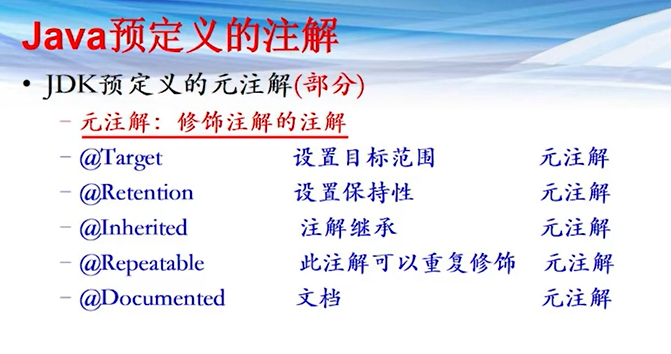 Java预定义的注解
• JDK预定义的元注解(部分)
– 元注解：修饰注解的注解
– @Target 设置目标范围 元注解
– @Retention 设置保持性 元注解
– @Inherited 注解继承 元注解
– @Repeatable 此注解可以重复修饰 元注解
– @Documented 文档 元注解